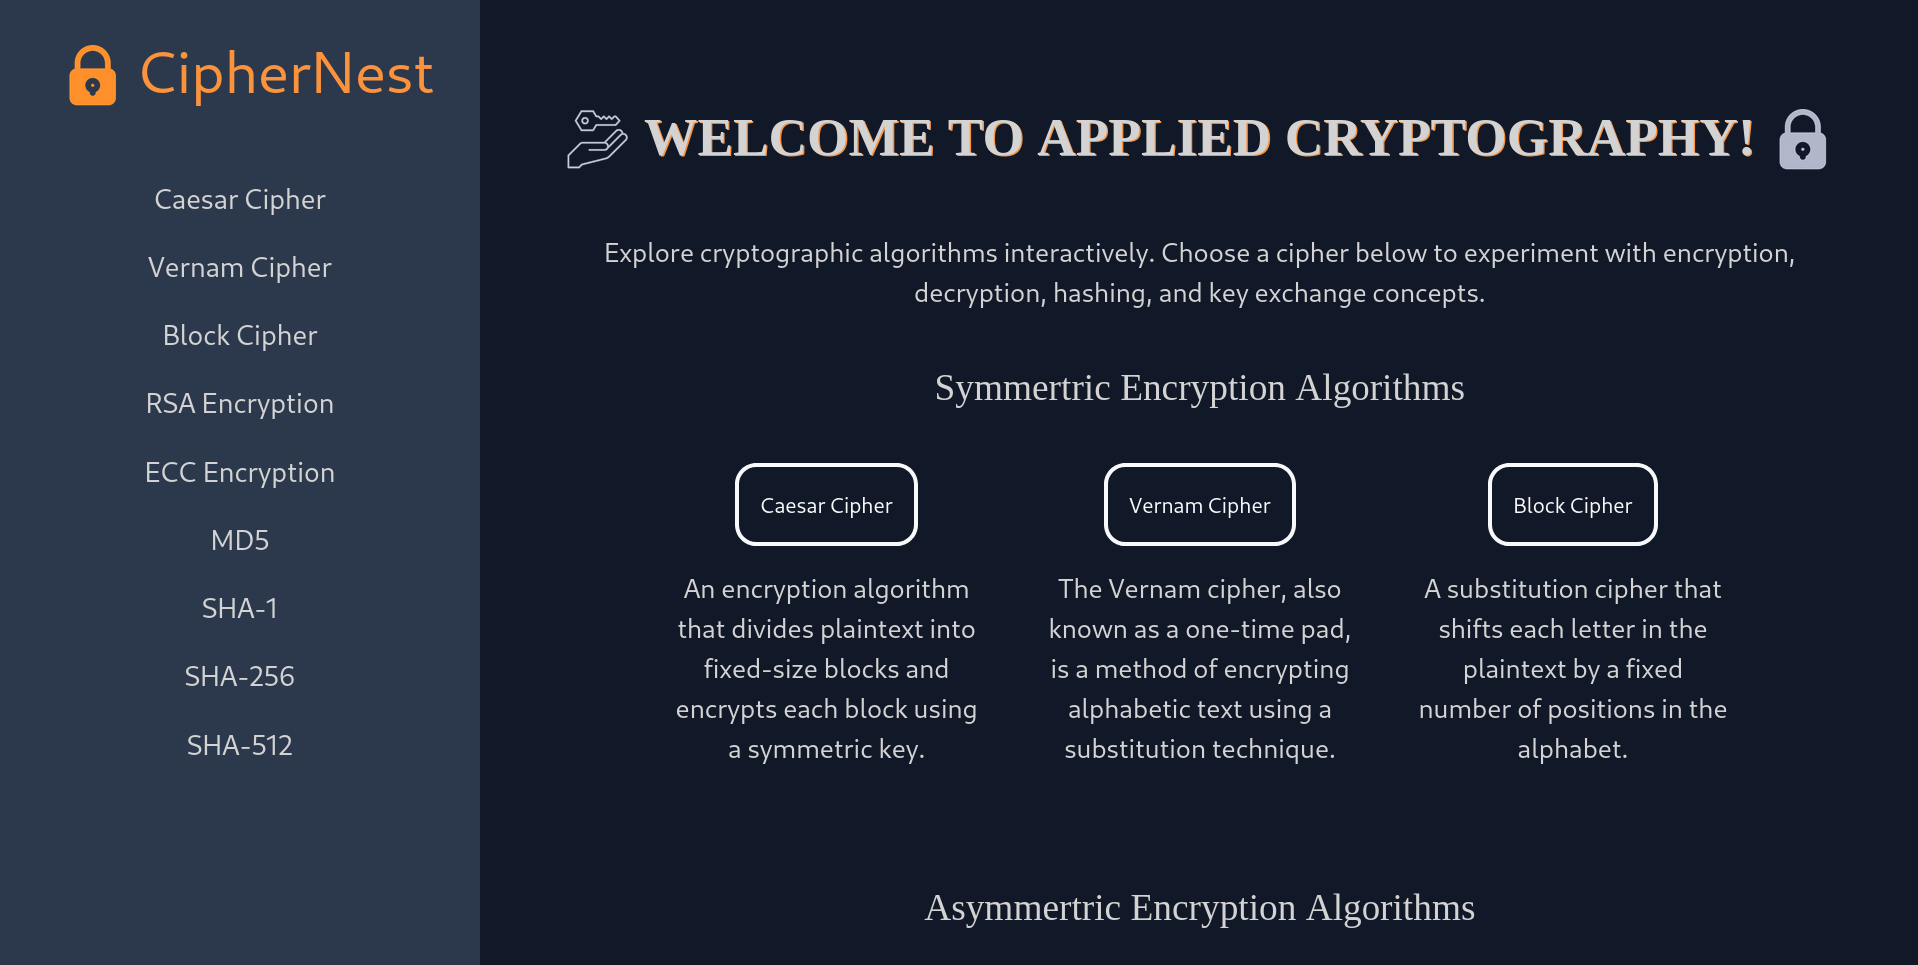 CipherNest
Caesar Cipher
Vernam Cipher
Block Cipher
RSA Encryption
ECC Encryption
MD5
SHA-1
SHA-256
SHA-512
WELCOME TO APPLIED CRYPTOGRAPHY!
Explore cryptographic algorithms interactively. Choose a cipher below to experiment with encryption,
decryption, hashing, and key exchange concepts.
Symmertric Encryption Algorithms
Caesar Cipher
An encryption algorithm
that divides plaintext into
fixed-size blocks and
encrypts each block using
a symmetric key.
Vernam Cipher
The Vernam cipher, also
known as a one-time pad,
is a method of encrypting
alphabetic text using a
substitution technique.
Block Cipher
A substitution cipher that
shifts each letter in the
plaintext by a fixed
number of positions in the
alphabet.
Asymmertric Encryption Algorithms